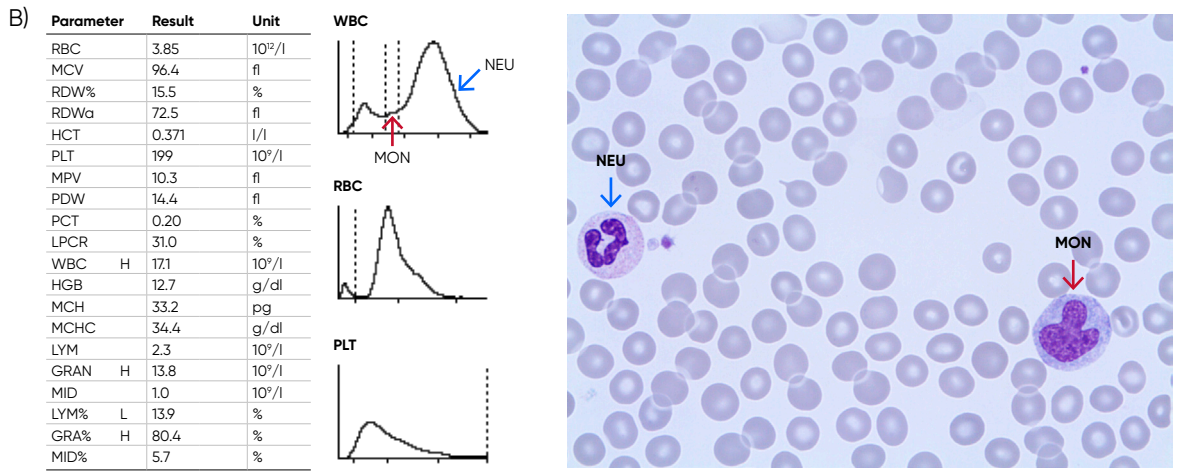 B)
Parameter Result Unit
RBC 3.85 10¹²/l
MCV 96.4 fl
RDW% 15.5 %
RDWa 72.5 fl
HCT 0.371 l/l
PLT 199 10⁹/l
MPV 10.3 fl
PDW 14.4 fl
PCT 0.20 %
LPCR 31.0 %
WBC H 17.1 10⁹/l
HGB 12.7 g/dl
MCH 33.2 pg
MCHC 34.4 g/dl
LYM 2.3 10⁹/l
GRAN H 13.8 10⁹/l
MID 1.0 10⁹/l
LYM% L 13.9 %
GRA% H 80.4 %
MID% 5.7 %
WBC
NEU
MON
RBC
PLT
NEU
MON